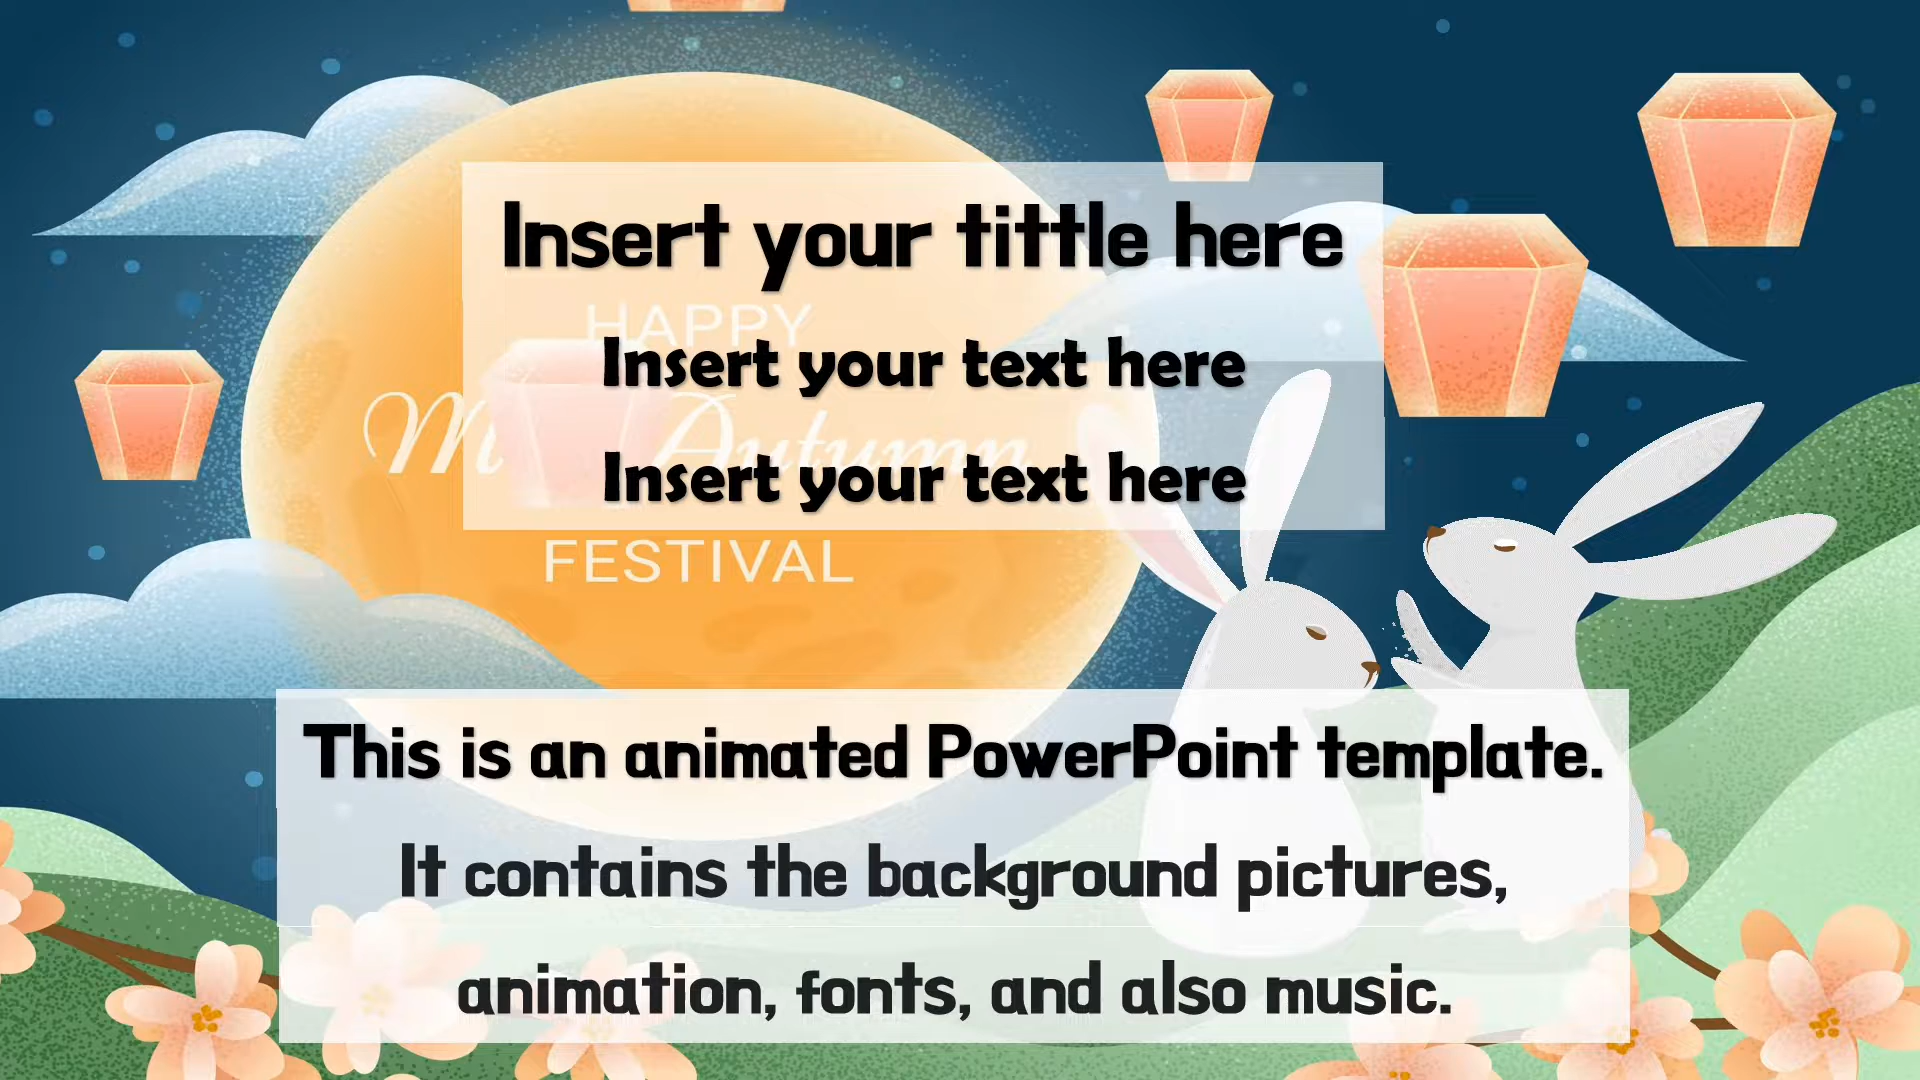 Insert your tittle here
HAPPY
Insert your text here
Autumn
Insert your text here
FESTIVAL
This is an animated PowerPoint template.
It contains the background pictures,
animation, fonts, and also music.